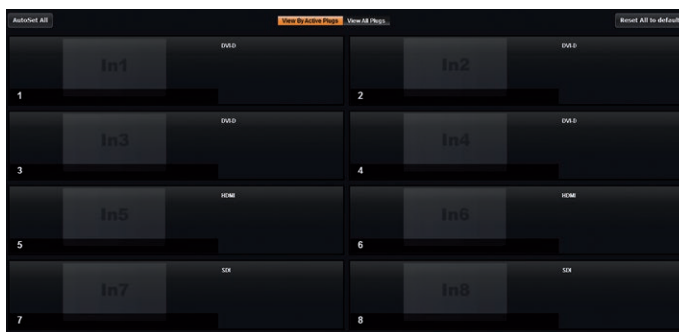 AutoSet All View By Active Plugs View All Plugs Reset All to default
DVI-D DVI-D
In1 In2
1 2
DVI-D DVI-D
In3 In4
3 4
HDMI HDMI
In5 In6
5 6
SDI SDI
In7 In8
7 8